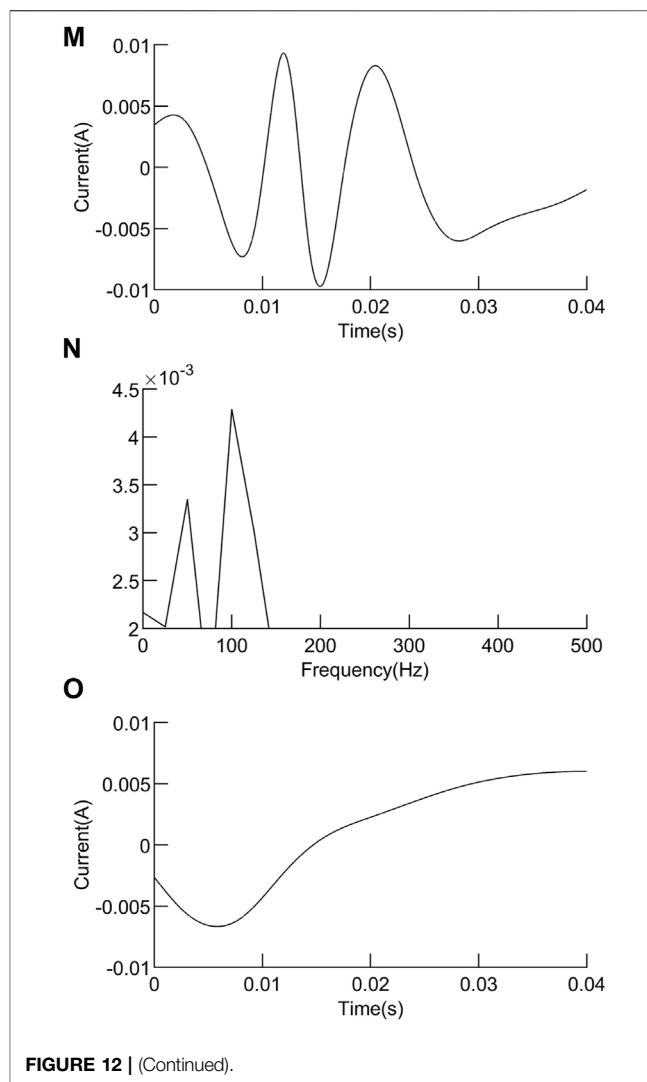 M
0.01
0.005
0
-0.005
-0.01
Current(A)
0 0.01 0.02 0.03 0.04
Time(s)
N
×10^-3
4.5
4
3.5
3
2.5
2
0 100 200 300 400 500
Frequency(Hz)
O
0.01
0.005
0
-0.005
-0.01
Current(A)
0 0.01 0.02 0.03 0.04
Time(s)
FIGURE 12 | (Continued).